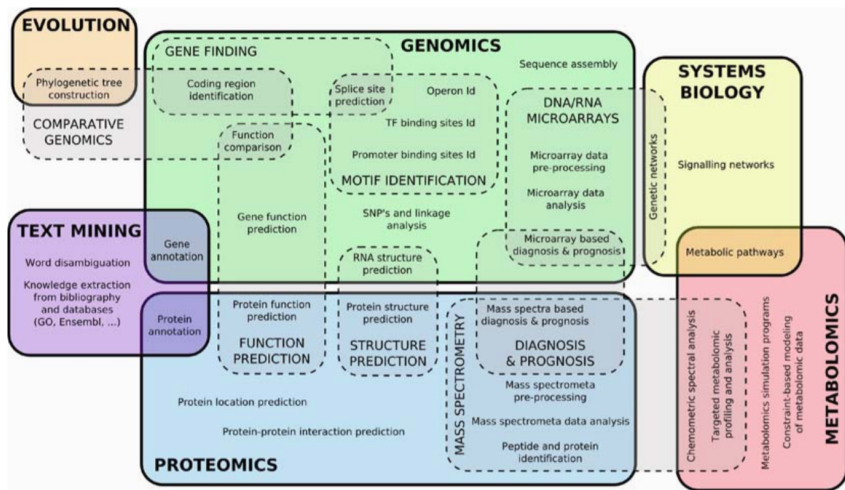 EVOLUTION
Phylogenetic tree
construction
COMPARATIVE
GENOMICS
GENE FINDING
Coding region
identification
Splice site
prediction
Function
comparison
GENOMICS
Sequence assembly
Operon Id
TF binding sites Id
Promoter binding sites Id
MOTIF IDENTIFICATION
DNA/RNA
MICROARRAYS
Microarray data
pre-processing
Microarray data
analysis
Genetic networks
SYSTEMS
BIOLOGY
Signalling networks
Gene function
prediction
SNP's and linkage
analysis
RNA structure
prediction
Microarray based
diagnosis & prognosis
Metabolic pathways
TEXT MINING
Word disambiguation
Knowledge extraction
from bibliography
and databases
(GO, Ensembl, ...)
Gene
annotation
Protein
annotation
Protein function
prediction
FUNCTION
PREDICTION
Protein structure
prediction
STRUCTURE
PREDICTION
MASS SPECTROMETRY
Mass spectra based
diagnosis & prognosis
DIAGNOSIS
& PROGNOSIS
Mass spectrometa
pre-processing
Mass spectrometa data analysis
Peptide and protein
identification
Protein location prediction
Protein-protein interaction prediction
PROTEOMICS
Chemometric spectral analysis
Targeted metabolomic
profiling and analysis
Metabolomics simulation programs
Constraint-based modeling
of metabolomic data
METABOLOMICS